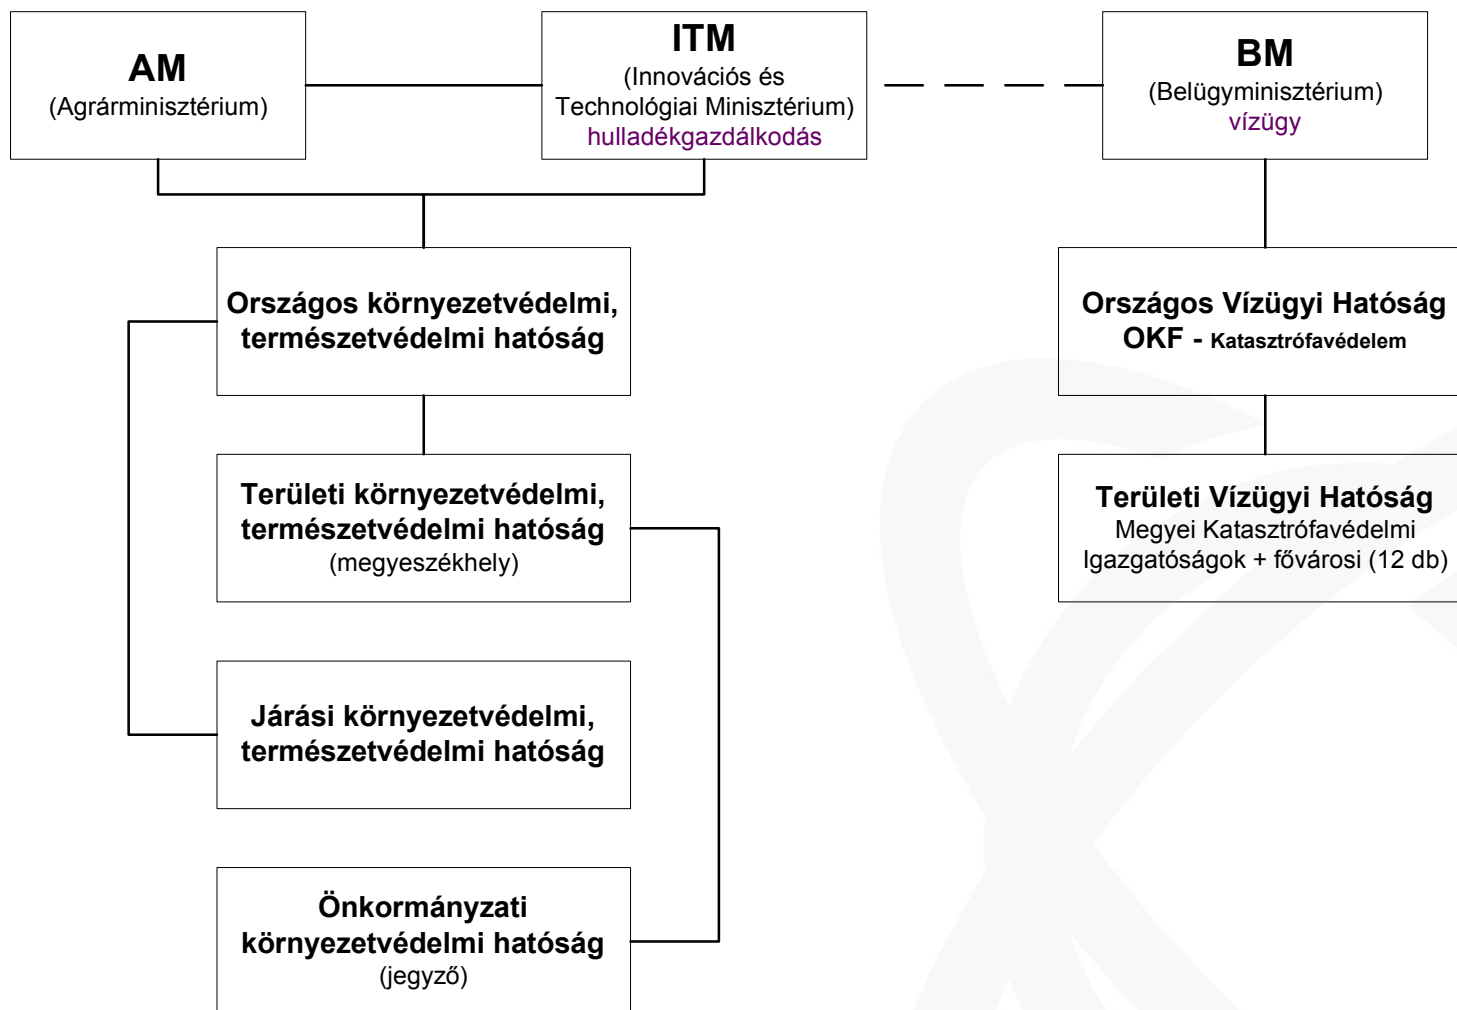 AM
(Agrárminisztérium)
ITM
(Innovációs és
Technológiai Minisztérium)
hulladékgazdálkodás
BM
(Belügyminisztérium)
vízügy
Országos környezetvédelmi,
természetvédelmi hatóság
Országos Vízügyi Hatóság
OKF - Katasztrófavédelem
Területi környezetvédelmi,
természetvédelmi hatóság
(megyeszékhely)
Területi Vízügyi Hatóság
Megyei Katasztrófavédelmi
Igazgatóságok + fővárosi (12 db)
Járási környezetvédelmi,
természetvédelmi hatóság
Önkormányzati
környezetvédelmi hatóság
(jegyző)